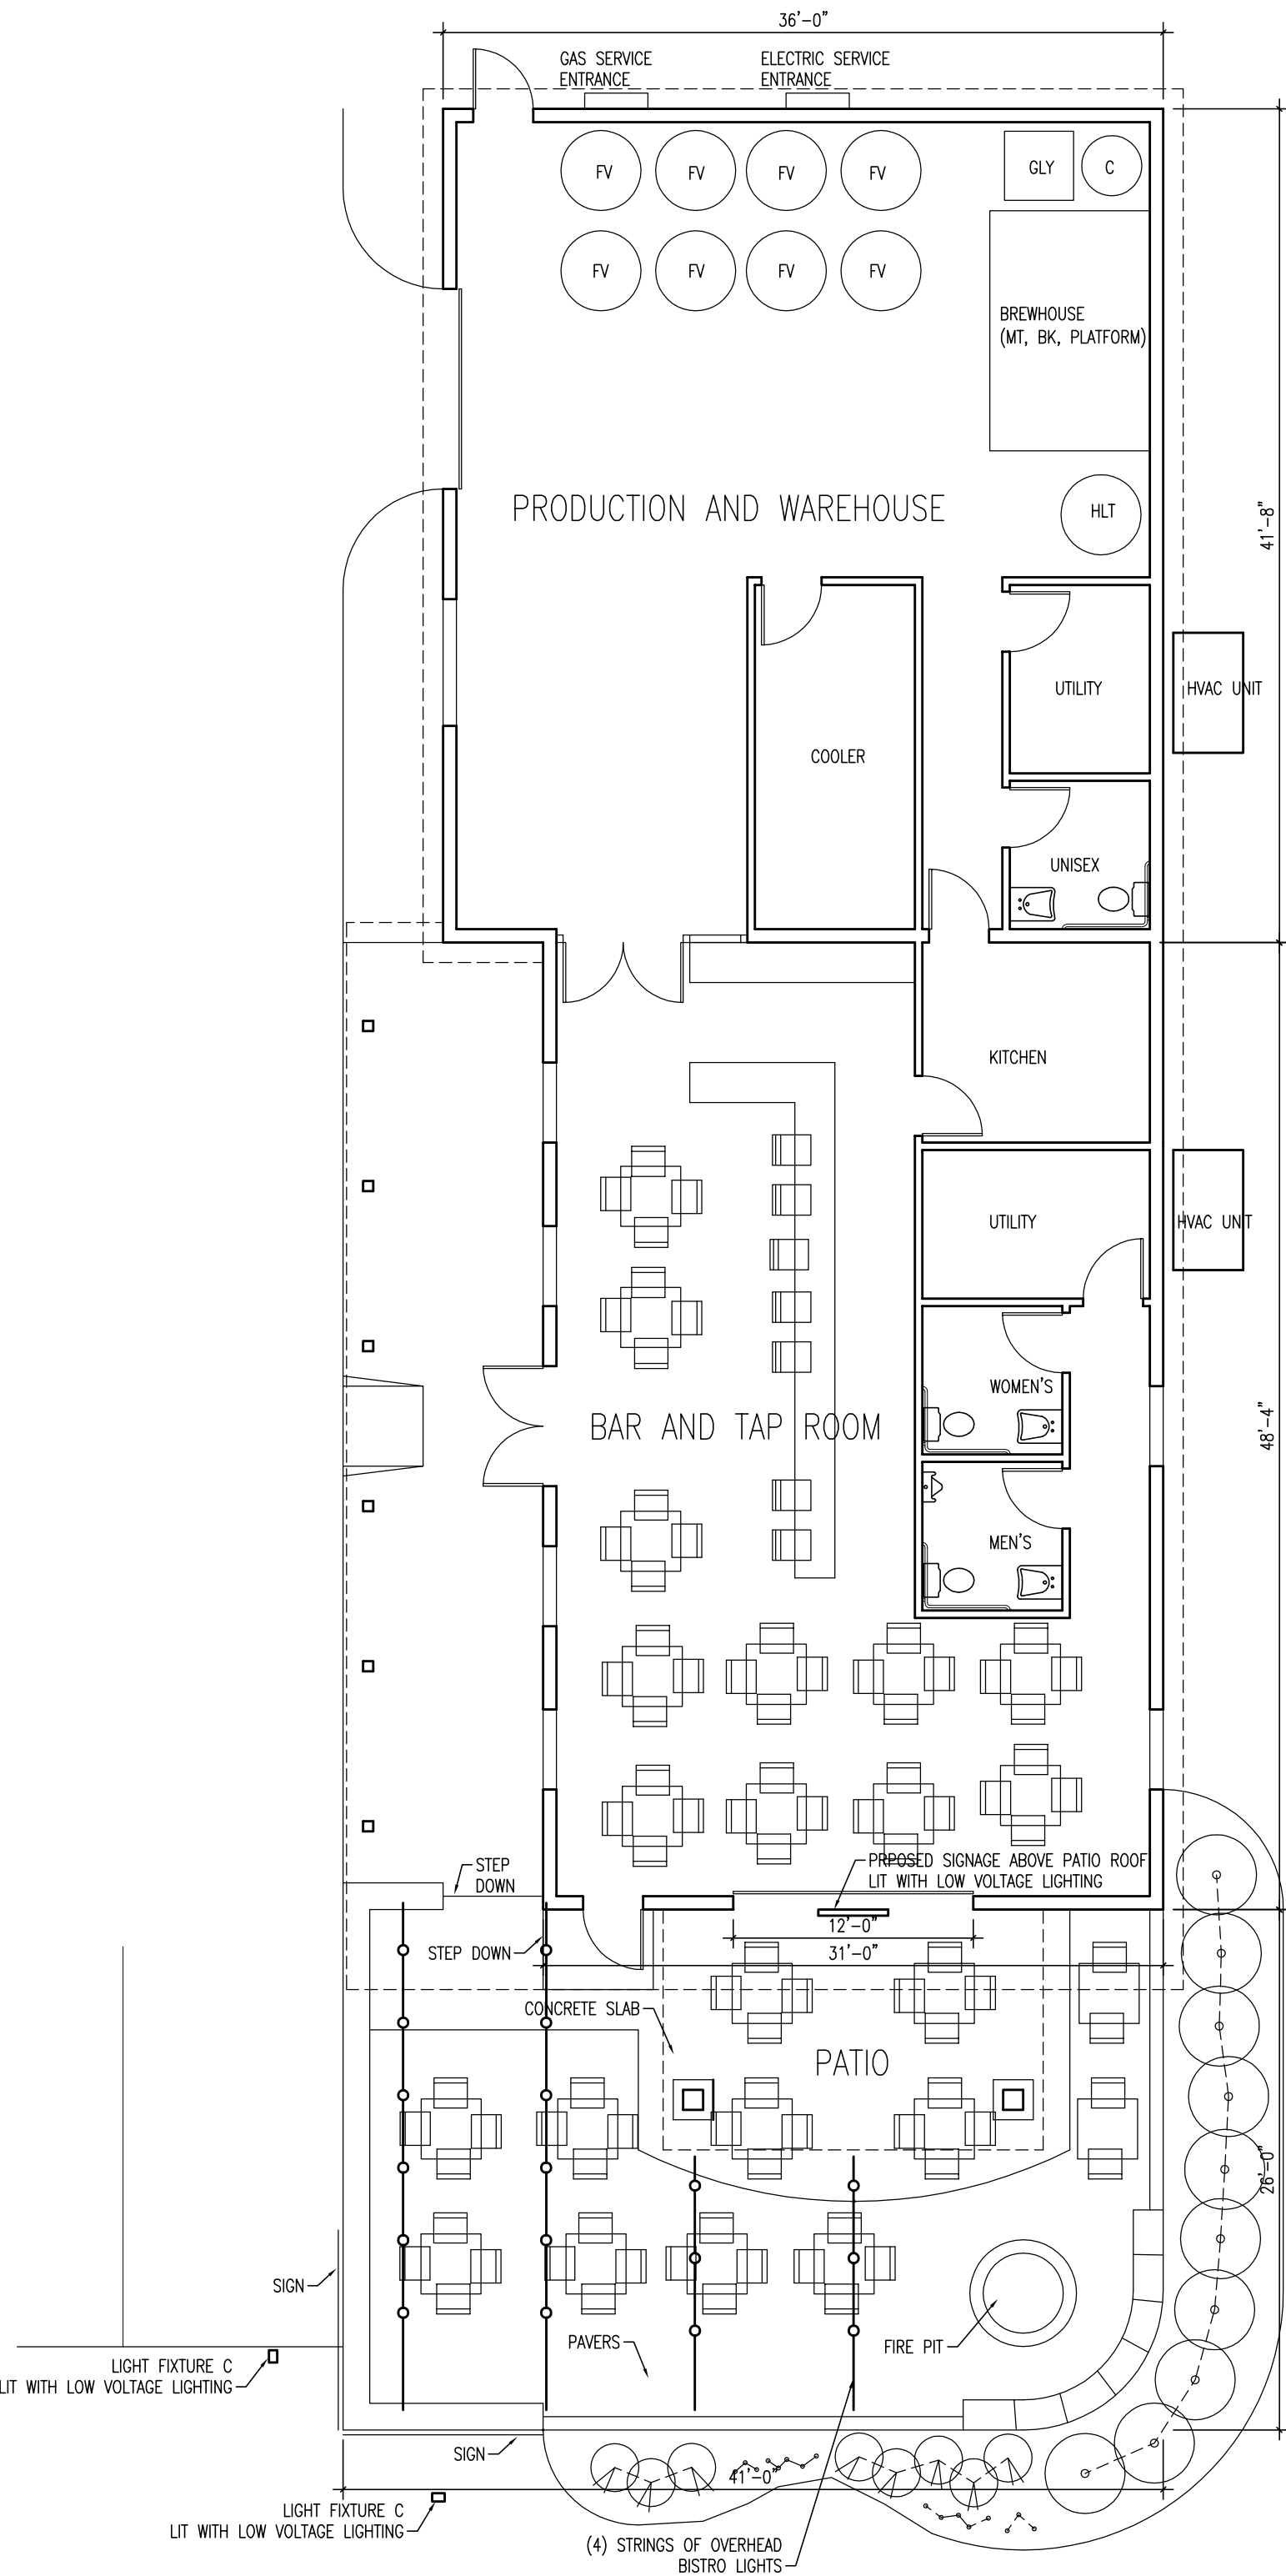 36'-0"
GAS SERVICE
ENTRANCE
ELECTRIC SERVICE
ENTRANCE
FV
FV
FV
FV
GLY
C
FV
FV
FV
FV
BREWHOUSE
(MT, BK, PLATFORM)
PRODUCTION AND WAREHOUSE
HLT
41'-8"
UTILITY
HVAC UNIT
COOLER
UNISEX
KITCHEN
UTILITY
HVAC UNIT
WOMEN'S
BAR AND TAP ROOM
48'-4"
MEN'S
PRPOSED SIGNAGE ABOVE PATIO ROOF
LIT WITH LOW VOLTAGE LIGHTING
STEP
DOWN
12'-0"
STEP DOWN
31'-0"
CONCRETE SLAB
PATIO
26'-0"
SIGN
PAVERS
FIRE PIT
LIGHT FIXTURE C
LIT WITH LOW VOLTAGE LIGHTING
SIGN
41'-0"
LIGHT FIXTURE C
LIT WITH LOW VOLTAGE LIGHTING
(4) STRINGS OF OVERHEAD
BISTRO LIGHTS